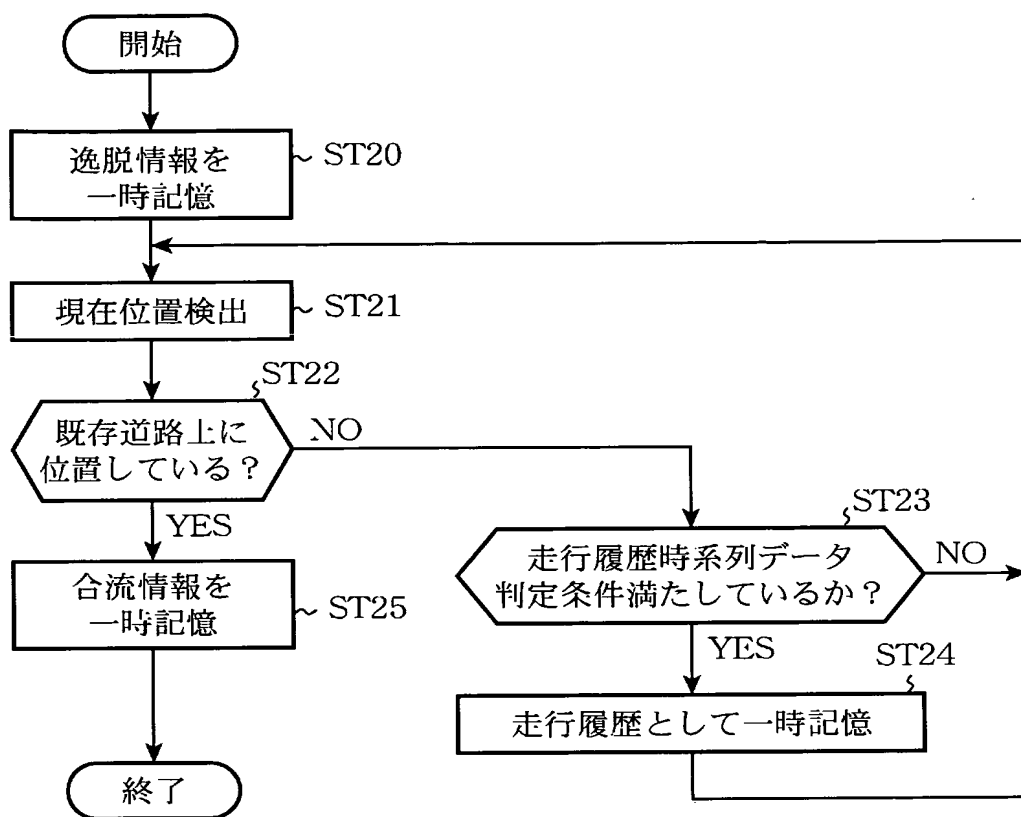 開始
逸脱情報を
一時記憶
ST20
現在位置検出
ST21
ST22
既存道路上に
位置している？
NO
YES
ST23
走行履歴時系列データ
判定条件満たしているか？
NO
YES
合流情報を
一時記憶
ST25
ST24
走行履歴として一時記憶
終了